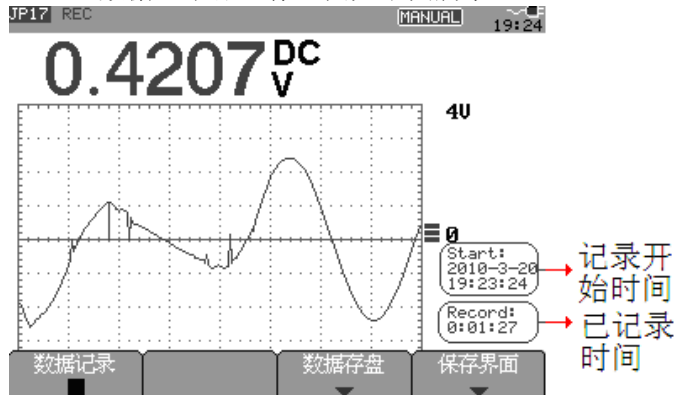 JP17 REC MANUAL 19:24
0.4207 DC V
4V
0
Start:
2010-3-20
19:23:24
记录开
始时间
Record:
0:01:27
已记录
时间
数据记录 数据存盘 保存界面